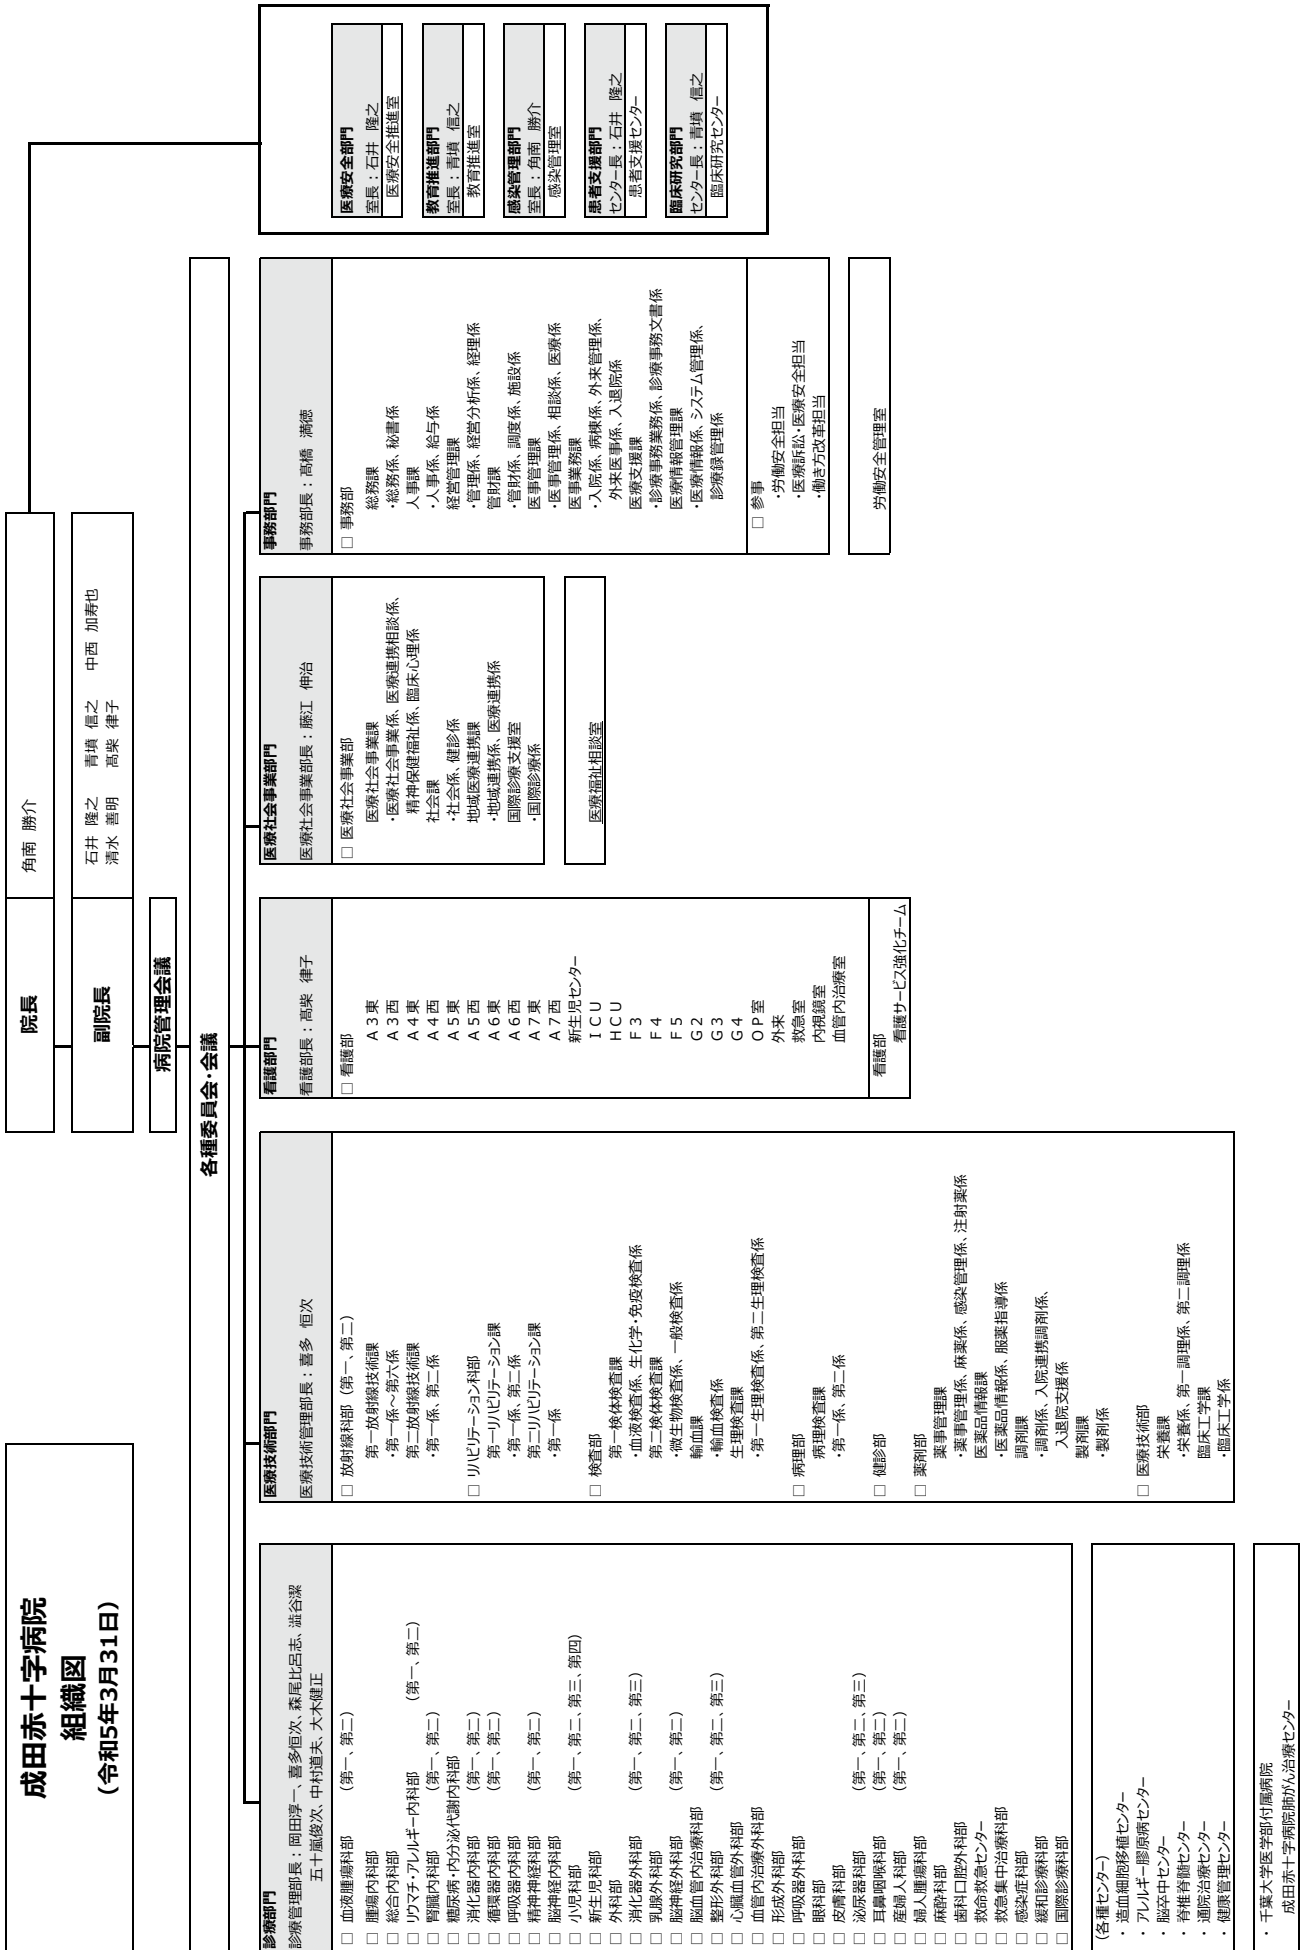 成田赤十字病院
組織図
（令和5年3月31日）
院長
角南　勝介
副院長
石井　隆之　　青墳　信之　　中西　加寿也
清水　善明　　髙柴　律子
病院管理会議
各種委員会・会議
診療部門
診療管理部長：岡田淳一、喜多恒次、森尾比呂志、澁谷潔
五十嵐俊次、中村道夫、大木健正
□ 血液腫瘍科部　（第一、第二）
□ 腫瘍内科部
□ 総合内科部
□ リウマチ・アレルギー内科部　（第一、第二）
□ 腎臓内科部　（第一、第二）
□ 糖尿病・内分泌代謝内科部
□ 消化器内科部　（第一、第二）
□ 循環器内科部　（第一、第二）
□ 呼吸器内科部
□ 精神神経科部　（第一、第二）
□ 脳神経内科部
□ 小児科部　（第一、第二、第三、第四）
□ 新生児科部
□ 外科部
□ 消化器外科部　（第一、第二、第三）
□ 乳腺外科部
□ 脳神経外科部　（第一、第二）
□ 脳血管内治療科部
□ 整形外科部　（第一、第二、第三）
□ 心臓血管外科部
□ 血管内治療外科部
□ 形成外科部
□ 呼吸器外科部
□ 眼科部
□ 皮膚科部
□ 泌尿器科部　（第一、第二、第三）
□ 耳鼻咽喉科部　（第一、第二）
□ 産婦人科部　（第一、第二）
□ 婦人腫瘍科部
□ 麻酔科部
□ 歯科口腔外科部
□ 救命救急センター
□ 救急集中治療科部
□ 感染症科部
□ 緩和診療科部
□ 国際診療科部
（各種センター）
・ 造血細胞移植センター
・ アレルギー膠原病センター
・ 脳卒中センター
・ 脊椎脊髄センター
・ 通院治療センター
・ 健康管理センター
・ 千葉大学医学部付属病院
成田赤十字病院肺がん治療センター
医療技術部門
医療技術管理部長：喜多　恒次
□ 放射線科部（第一、第二）
第一放射線技術課
・第一係～第六係
第二放射線技術課
・第一係、第二係
□ リハビリテーション科部
第一リハビリテーション課
・第一係、第二係
第二リハビリテーション課
・第一係
□ 検査部
第一検体検査課
・血液検査係、生化学・免疫検査係
第二検体検査課
・微生物検査係、一般検査係
輸血課
・輸血検査係
生理検査課
・第一生理検査係、第二生理検査係
□ 病理部
病理検査課
・第一係、第二係
□ 健診部
□ 薬剤部
薬事管理課
・薬事管理係、麻薬係、感染管理係、注射薬係
医薬品情報課
・医薬品情報係、服薬指導係
調剤課
・調剤係、入院連携調剤係、
入退院支援係
製剤課
・製剤係
□ 医療技術部
栄養課
・栄養係、第一調理係、第二調理係
臨床工学課
・臨床工学係
看護部門
看護部長：髙柴　律子
□ 看護部
Ａ３東
Ａ３西
Ａ４東
Ａ４西
Ａ５東
Ａ５西
Ａ６東
Ａ６西
Ａ７東
Ａ７西
新生児センター
ＩＣＵ
ＨＣＵ
Ｆ３
Ｆ４
Ｆ５
Ｇ２
Ｇ３
Ｇ４
ＯＰ室
外来
救急室
内視鏡室
血管内治療室
看護部
看護サービス強化チーム
医療社会事業部門
医療社会事業部長：藤江　伸治
□ 医療社会事業部
医療社会事業課
・医療社会事業係、医療連携相談係、
精神保健福祉係、臨床心理係
社会課
・社会係、健診係
地域医療連携課
・地域連携係、医療連携係
国際診療支援室
・国際診療係
医療福祉相談室
事務部門
事務部長：髙橋　満徳
□ 事務部
総務課
・総務係、秘書係
人事課
・人事係、給与係
経営管理課
・管理係、経営分析係、経理係
管財課
・管財係、調度係、施設係
医事管理課
・医事管理係、相談係、医療係
医事業務課
・入院係、病棟係、外来管理係、
外来医事係、入退院係
医療支援課
・診療事務業務係、診療事務文書係
医療情報管理課
・医療情報係、システム管理係、
診療録管理係
□ 参事
・労働安全担当
・医療訴訟・医療安全担当
・働き方改革担当
労働安全管理室
医療安全部門
室長：石井　隆之
医療安全推進室
教育推進部門
室長：青墳　信之
教育推進室
感染管理部門
室長：角南　勝介
感染管理室
患者支援部門
センター長：石井　隆之
患者支援センター
臨床研究部門
センター長：青墳　信之
臨床研究センター